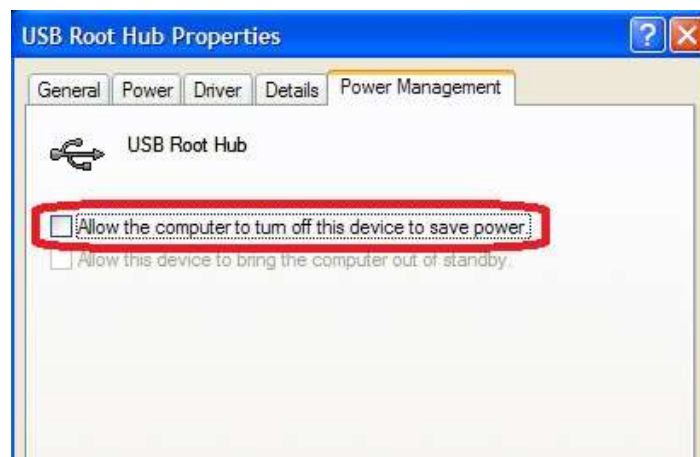 USB Root Hub Properties
General Power Driver Details Power Management
USB Root Hub
Allow the computer to turn off this device to save power.
Allow this device to bring the computer out of standby.